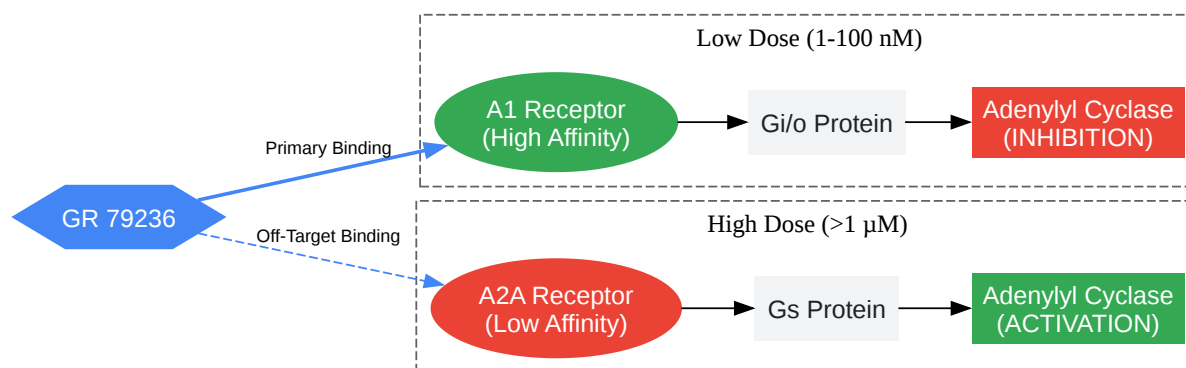 Low Dose (1-100 nM)
A1 Receptor
(High Affinity)
Gi/o Protein
Adenylyl Cyclase
(INHIBITION)
Primary Binding
GR 79236
Off-Target Binding
High Dose (>1 µM)
A2A Receptor
(Low Affinity)
Gs Protein
Adenylyl Cyclase
(ACTIVATION)